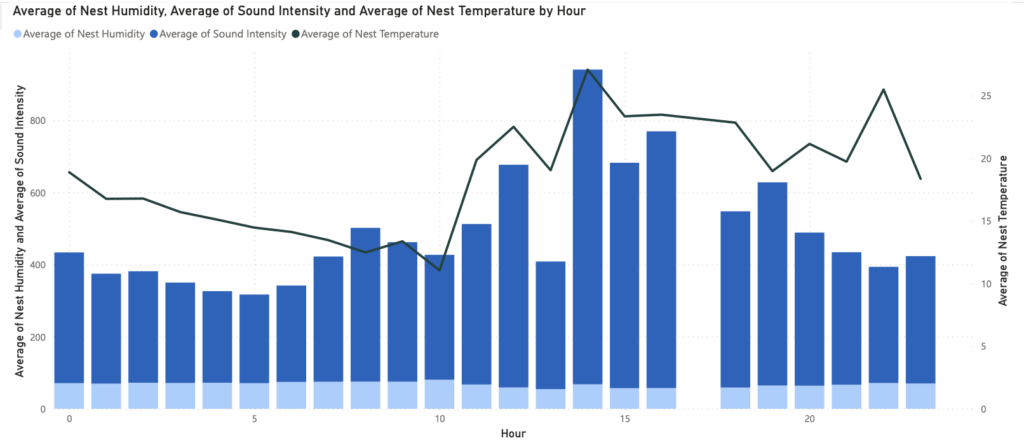 Average of Nest Humidity, Average of Sound Intensity and Average of Nest Temperature by Hour
Average of Nest Humidity Average of Sound Intensity Average of Nest Temperature
Average of Nest Humidity and Average of Sound Intensity
800
600
400
200
0
25
20
15
10
5
0
Average of Nest Temperature
0 5 10 15 20
Hour